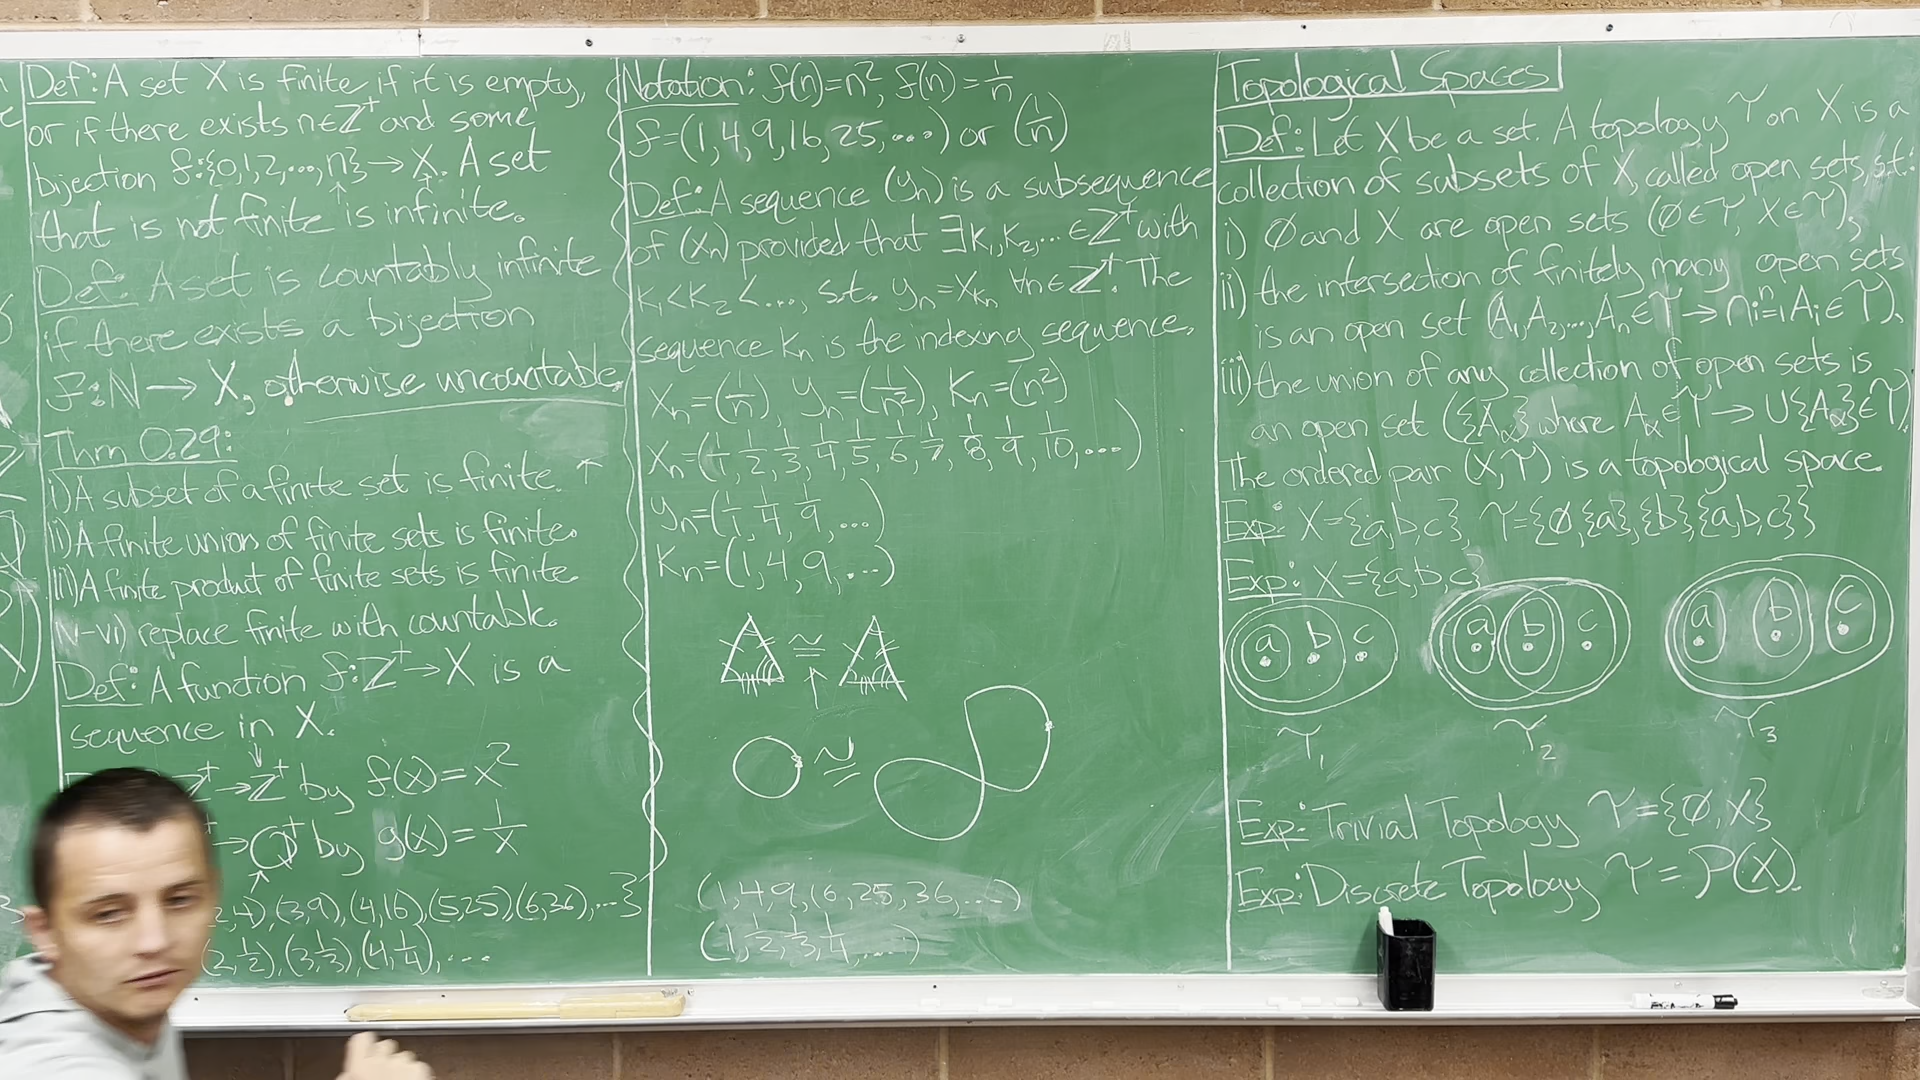 Def: A set X is finite if it is empty,
or if there exists n∈Z⁺ and some
bijection f:{0,1,2,...,n}→X. A set
that is not finite is infinite.
Def: A set is countably infinite
if there exists a bijection
f:N→X, otherwise uncountable.
Thm 0.29:
i) A subset of a finite set is finite.
ii) A finite union of finite sets is finite.
iii) A finite product of finite sets is finite.
iv-vi) replace finite with countable.
Def: A function f:Z⁺→X is a
sequence in X.
→Z⁺ by f(x)=x²
→Q⁺ by g(x)=1/x
(2,4),(3,9),(4,16),(5,25),(6,36),...}
(2,1/2),(3,1/3),(4,1/4),...
Notation: f(n)=n², f(n)=1/n
f=(1,4,9,16,25,...) or (1/n)
Def: A sequence (yn) is a subsequence
of (xn) provided that ∃k₁,k₂,...∈Z⁺ with
k₁<k₂<..., s.t. yn=xkn ∀n∈Z⁺. The
sequence kn is the indexing sequence.
Xn=(1/n), yn=(1/n²), Kn=(n²)
Xn=(1/1,1/2,1/3,1/4,1/5,1/6,1/7,1/8,1/9,1/10,...)
yn=(1/1,1/4,1/9,...)
Kn=(1,4,9,...)
≅
≅
(1,4,9,16,25,36,...)
(1,1/2,1/3,1/4,...)
Topological Spaces
Def: Let X be a set. A topology 𝒯 on X is a
collection of subsets of X, called open sets, s.t.
i) ∅ and X are open sets (∅∈𝒯, X∈𝒯),
ii) the intersection of finitely many open sets
is an open set (A₁,A₂,...,An∈𝒯→∩ⁿi=1Ai∈𝒯),
iii) the union of any collection of open sets is
an open set ({Aα} where Aα∈𝒯→∪{Aα}∈𝒯)
The ordered pair (X,𝒯) is a topological space.
Exp: X={a,b,c}, 𝒯={∅,{a},{b},{a,b,c}}
Exp: X={a,b,c}
a b c a b c a b c
𝒯₁ 𝒯₂ 𝒯₃
Exp: Trivial Topology 𝒯={∅,X}
Exp: Discrete Topology 𝒯=P(X).